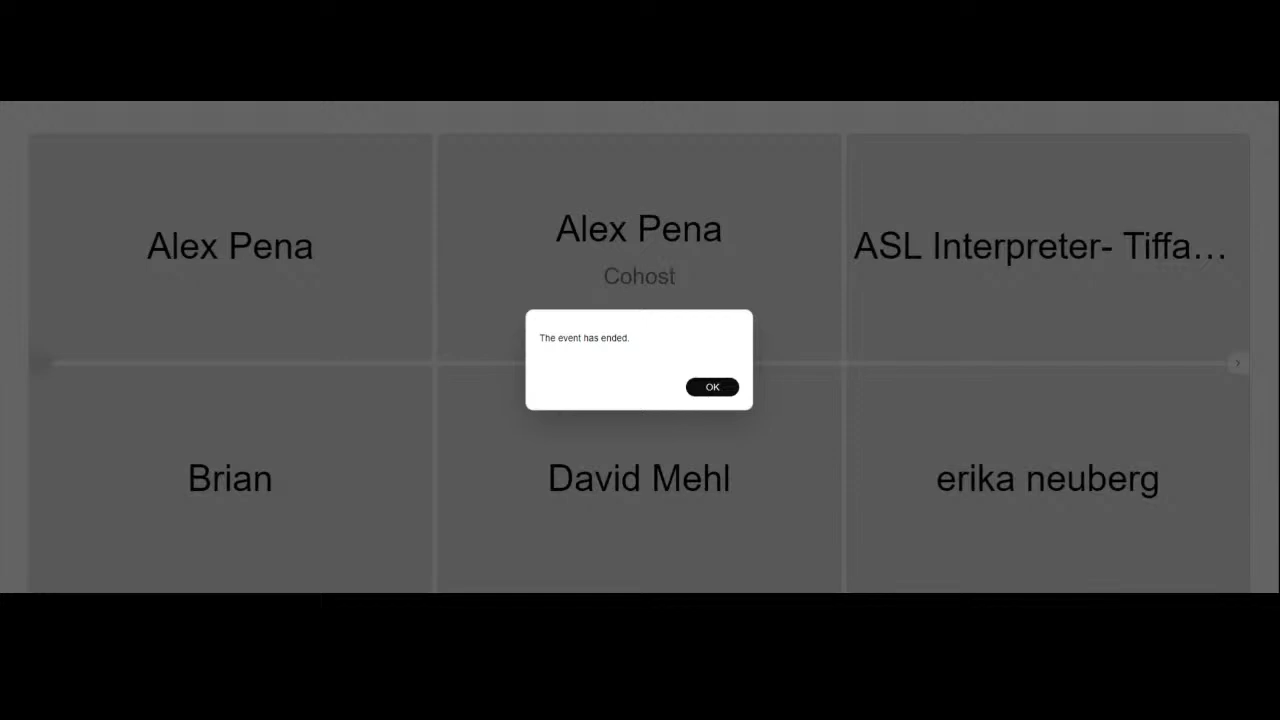 Alex Pena
Alex Pena
Cohost
ASL Interpreter- Tiffa...
The event has ended.
OK
Brian
David Mehl
erika neuberg